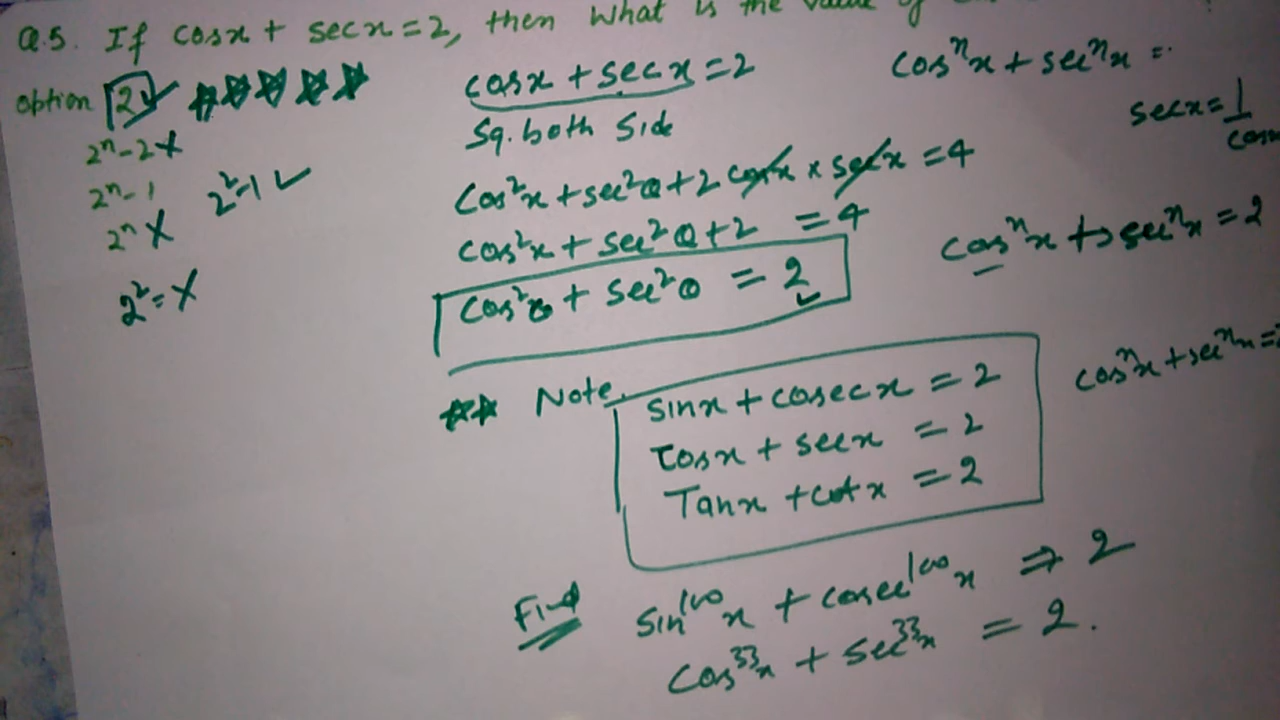 Q.5. If cosx + secx = 2, then what is the value of
option 2
2ⁿ - 2
2ⁿ - 1
2² - 1
2ⁿ
2² =
cosx + secx = 2
Sq. both side
Cos²x + sec²θ + 2 cosx × secx = 4
cos²x + sec²θ + 2 = 4
cos²θ + sec²θ = 2
cosⁿx + secⁿx =
secx = 1
cosⁿx + secⁿx = 2
cosⁿx + secⁿx =
Note
sinx + cosecx = 2
cosx + secx = 2
Tanx + cotx = 2
Find
sin¹⁰⁰x + cosec¹⁰⁰x ⇒ 2
cos³³x + sec³³x = 2.